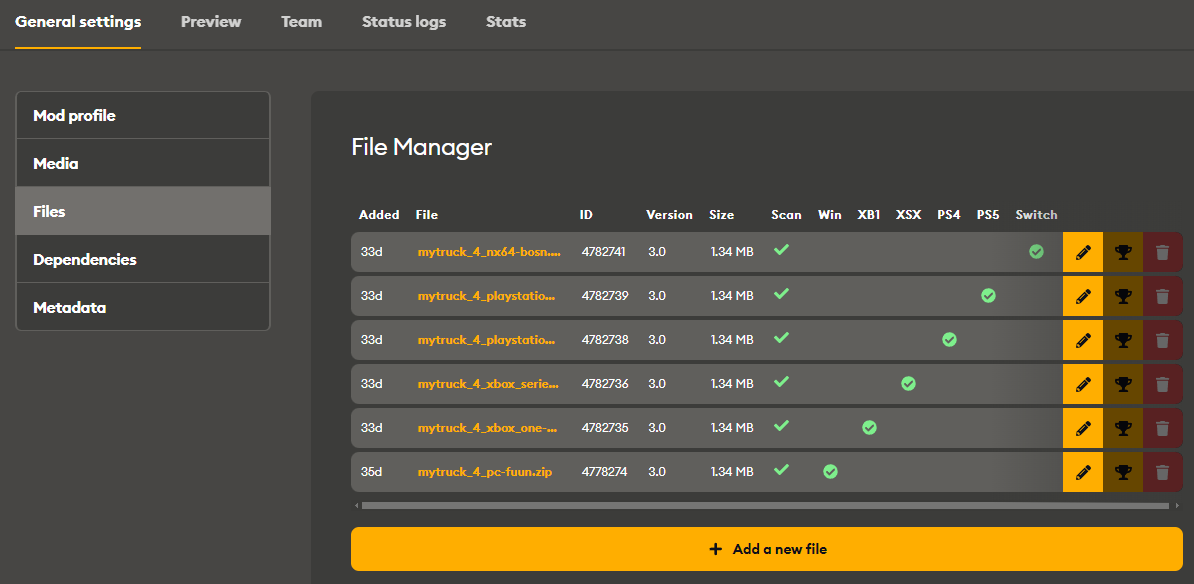 General settings Preview Team Status logs Stats
Mod profile
Media
Files
Dependencies
Metadata
File Manager
Added File ID Version Size Scan Win XB1 XSX PS4 PS5 Switch
33d mytruck_4_nx64-bosn.... 4782741 3.0 1.34 MB
33d mytruck_4_playstatio... 4782739 3.0 1.34 MB
33d mytruck_4_playstatio... 4782738 3.0 1.34 MB
33d mytruck_4_xbox_serie... 4782736 3.0 1.34 MB
33d mytruck_4_xbox_one-... 4782735 3.0 1.34 MB
35d mytruck_4_pc-fuun.zip 4778274 3.0 1.34 MB
+ Add a new file